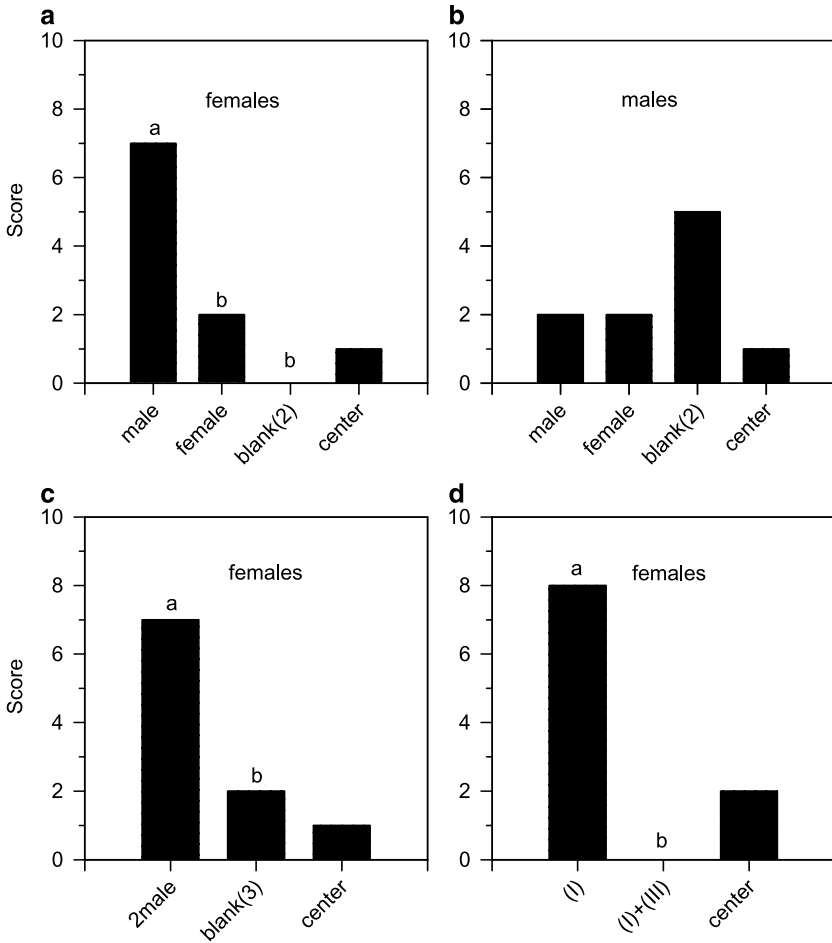 a
10
8
6
4
2
0
Score
females
a
b
b
male
female
blank(2)
center
b
10
8
6
4
2
0
males
male
female
blank(2)
center
c
10
8
6
4
2
0
Score
females
a
b
2male
blank(3)
center
d
10
8
6
4
2
0
females
a
b
(I)
(I)+(III)
center